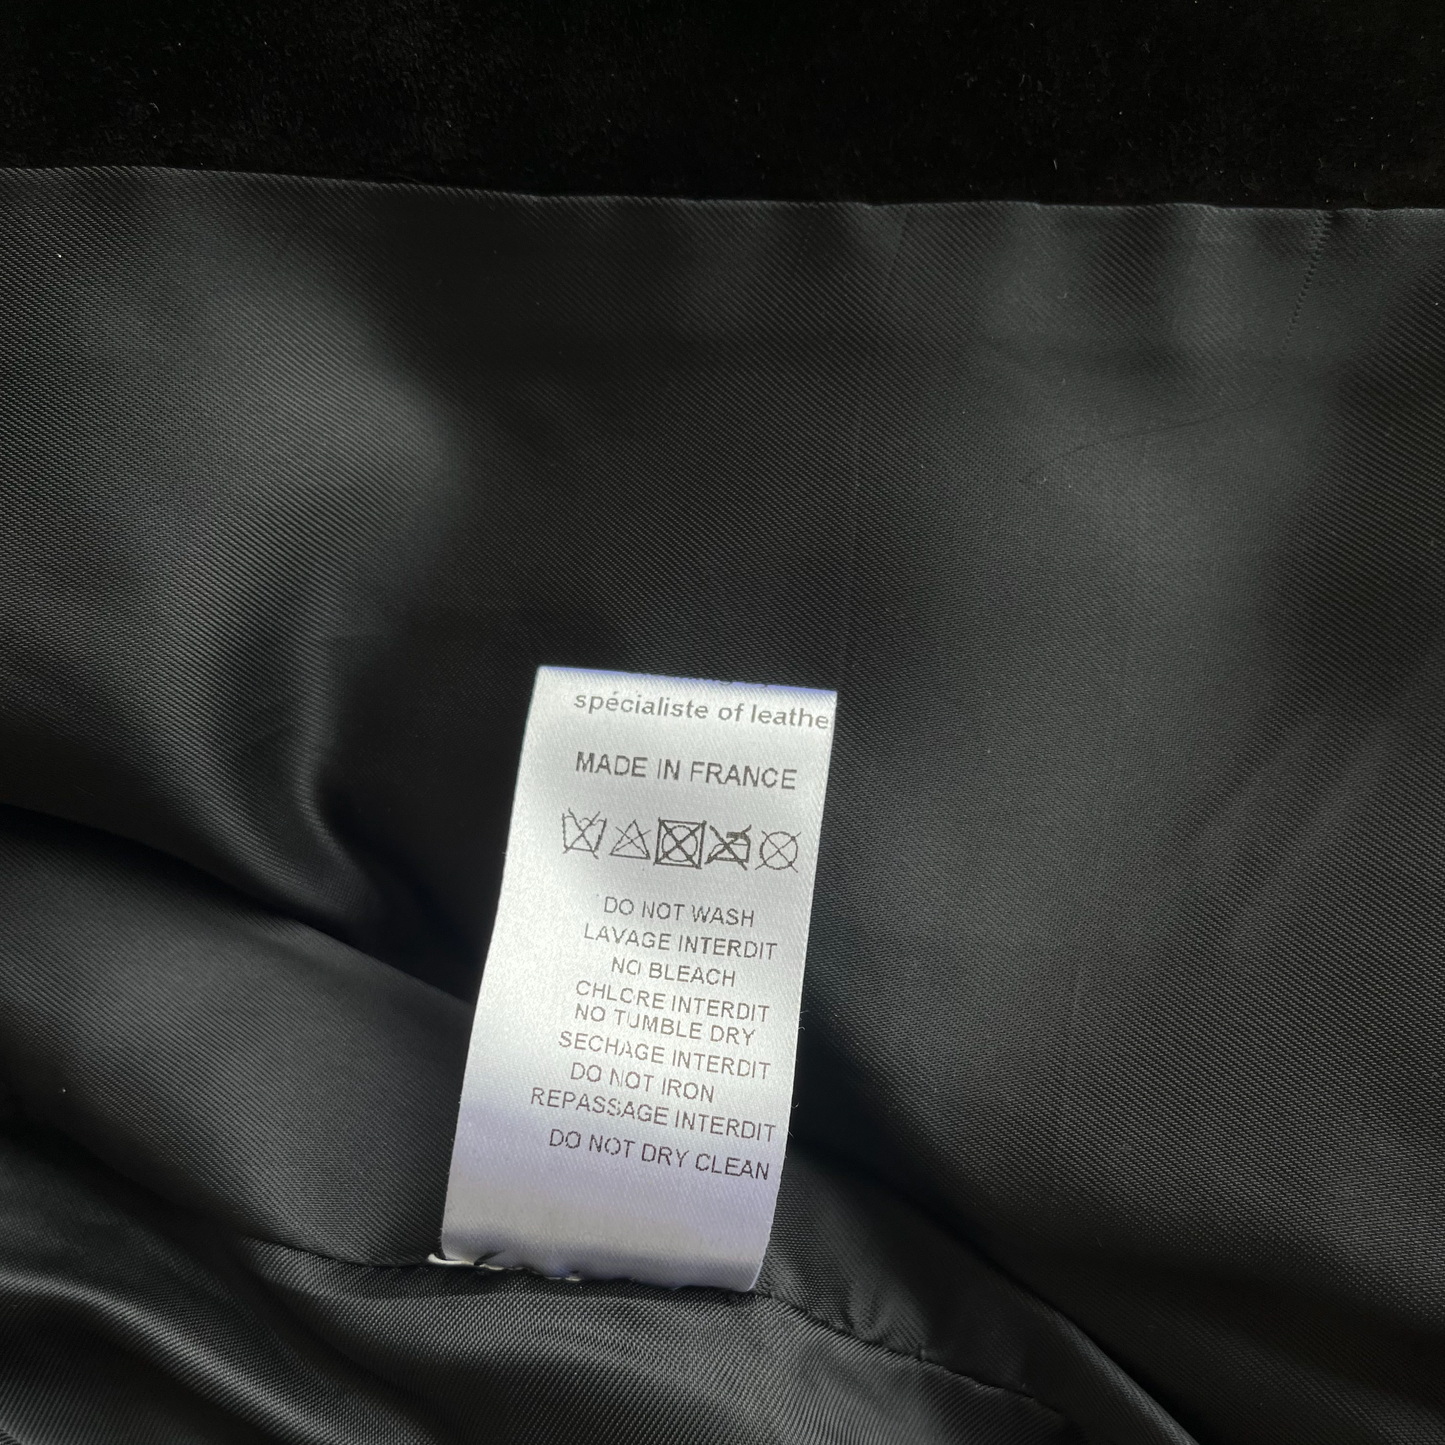 spécialiste of leathe
MADE IN FRANCE
DO NOT WASH
LAVAGE INTERDIT
NO BLEACH
CHLCRE INTERDIT
NO TUMBLE DRY
SECHAGE INTERDIT
DO NOT IRON
REPASSAGE INTERDIT
DO NOT DRY CLEAN